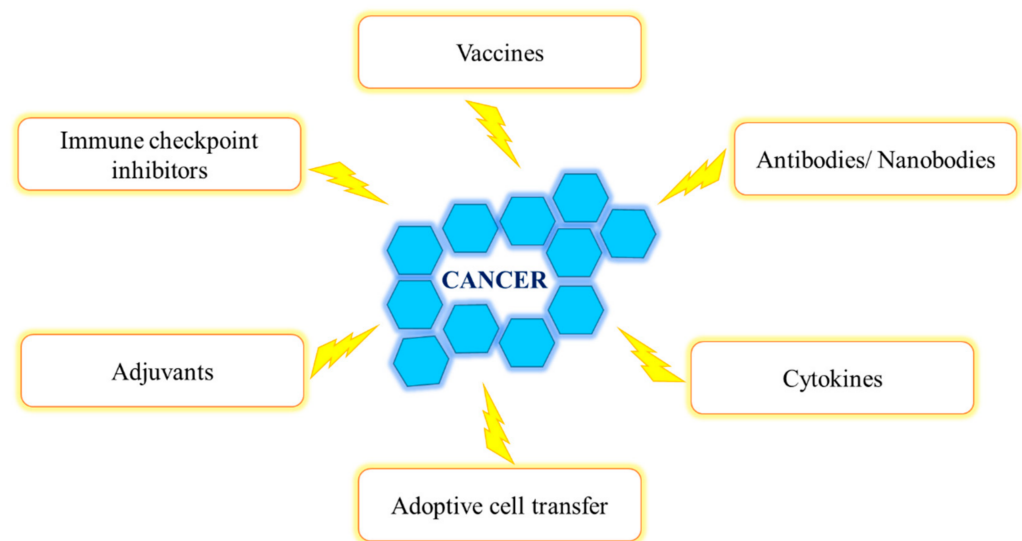 Vaccines
Immune checkpoint
inhibitors
Antibodies/ Nanobodies
CANCER
Adjuvants
Cytokines
Adoptive cell transfer